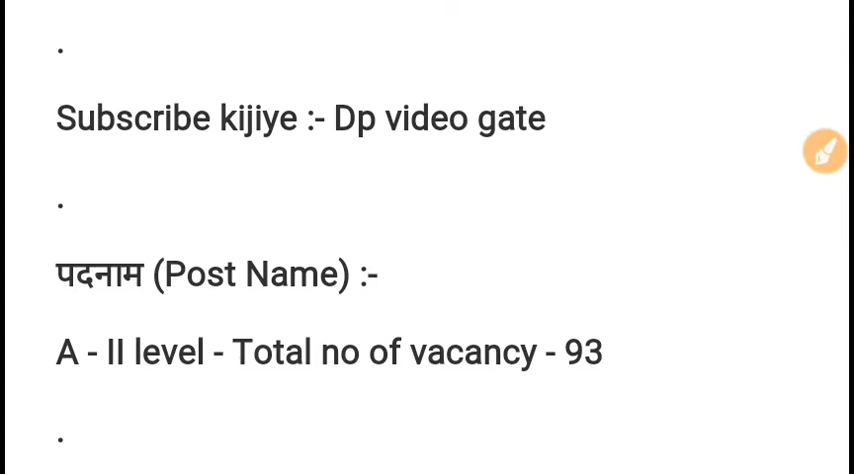 .
Subscribe kijiye :- Dp video gate
.
पदनाम (Post Name) :-
A - II level - Total no of vacancy - 93
.